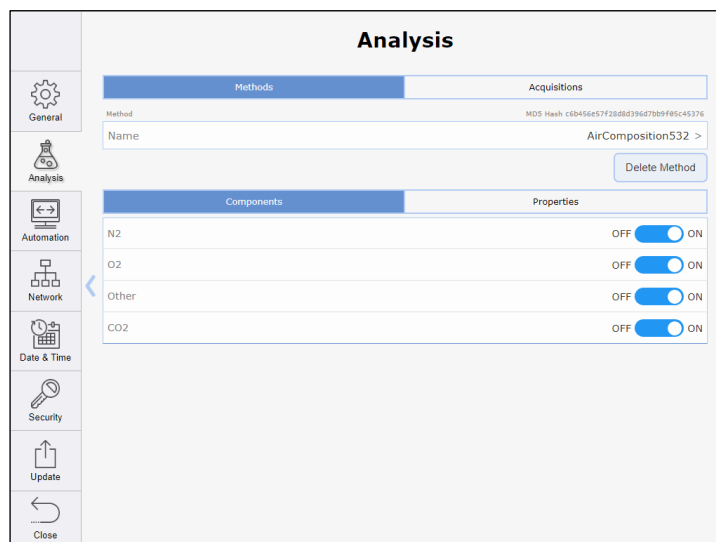 Analysis
Methods Acquisitions
Method MD5 Hash c6b456e57f28d8d396d7bb9f05c45376
Name AirComposition532 >
Delete Method
Components Properties
N2 OFF ON
O2 OFF ON
Other OFF ON
CO2 OFF ON
General
Analysis
Automation
Network
Date & Time
Security
Update
Close